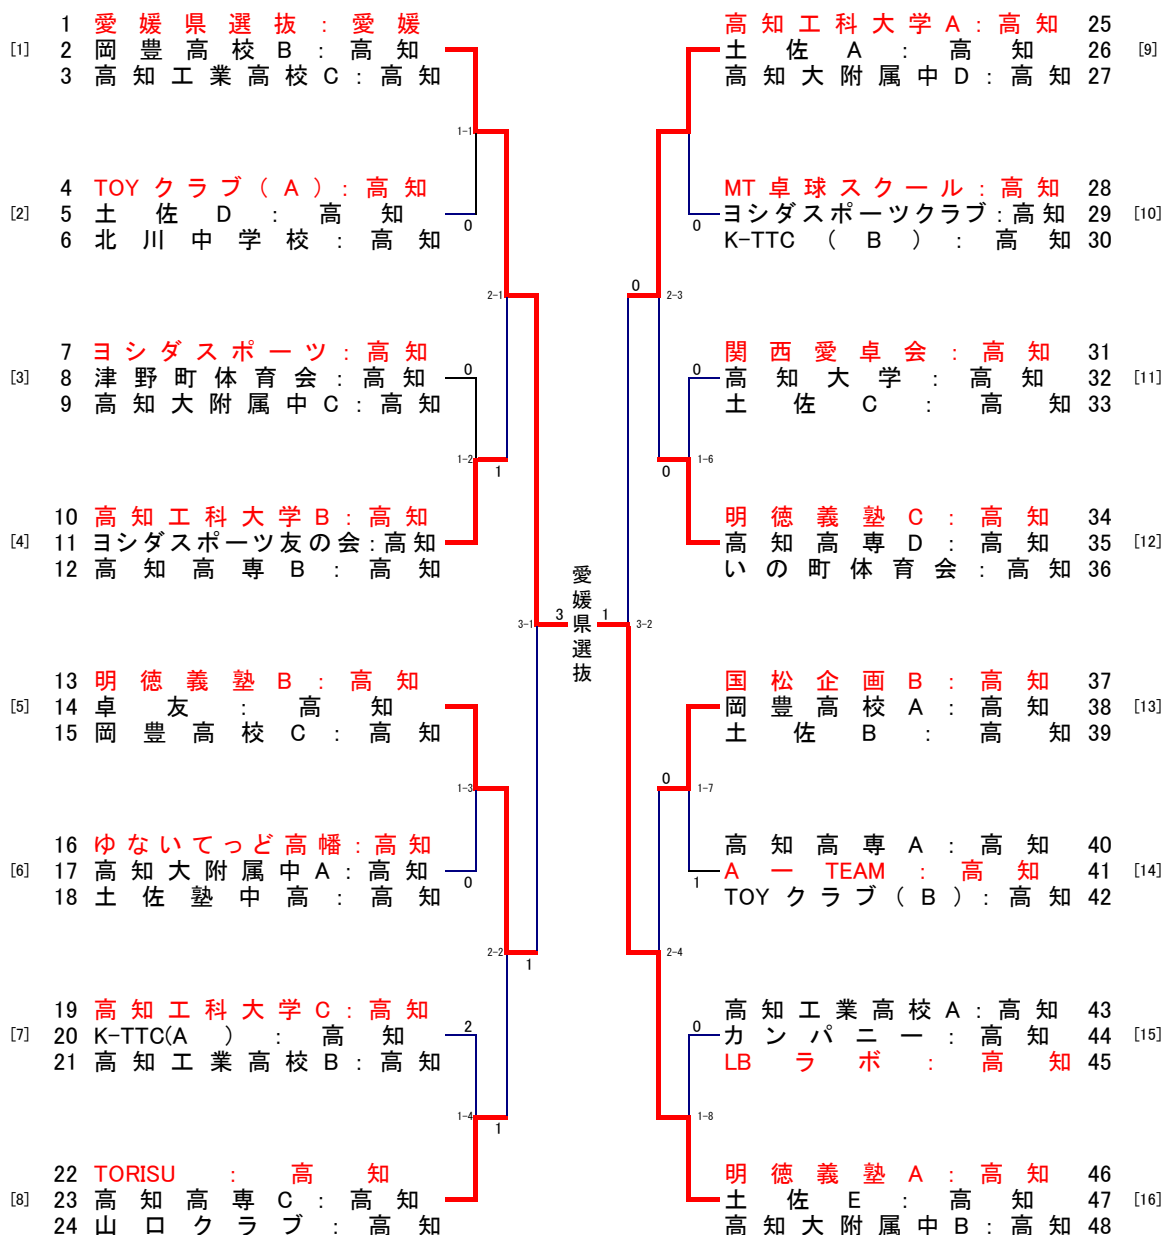 1 愛媛県選抜:愛媛
[1] 2 岡豊高校B:高知
3 高知工業高校C:高知
1-1
4 TOYクラブ(A):高知
[2] 5 土佐D:高知
0
6 北川中学校:高知
2-1
7 ヨシダスポーツ:高知
[3] 8 津野町体育会:高知
0
9 高知大附属中C:高知
1-2
1
10 高知工科大学B:高知
[4] 11 ヨシダスポーツ友の会:高知
12 高知高専B:高知
3-1
3
愛媛県選抜
1
3-2
13 明徳義塾B:高知
[5] 14 卓友:高知
15 岡豊高校C:高知
1-3
16 ゆないてっど高幡:高知
[6] 17 高知大附属中A:高知
0
18 土佐塾中高:高知
2-2
1
19 高知工科大学C:高知
[7] 20 K-TTC(A):高知
2
21 高知工業高校B:高知
1-4
1
22 TORISU:高知
[8] 23 高知高専C:高知
24 山口クラブ:高知
高知工科大学A:高知 25
土佐A:高知 26 [9]
高知大附属中D:高知 27
MT卓球スクール:高知 28
0
ヨシダスポーツクラブ:高知 29 [10]
K-TTC(B):高知 30
0
2-3
関西愛卓会:高知 31
0
高知大学:高知 32 [11]
土佐C:高知 33
0
1-6
明徳義塾C:高知 34
高知高専D:高知 35 [12]
いの町体育会:高知 36
国松企画B:高知 37
岡豊高校A:高知 38 [13]
土佐B:高知 39
0
1-7
高知高専A:高知 40
1
A－TEAM:高知 41 [14]
TOYクラブ(B):高知 42
2-4
高知工業高校A:高知 43
0
カンパニー:高知 44 [15]
LBラボ:高知 45
1-8
明徳義塾A:高知 46
土佐E:高知 47 [16]
高知大附属中B:高知 48